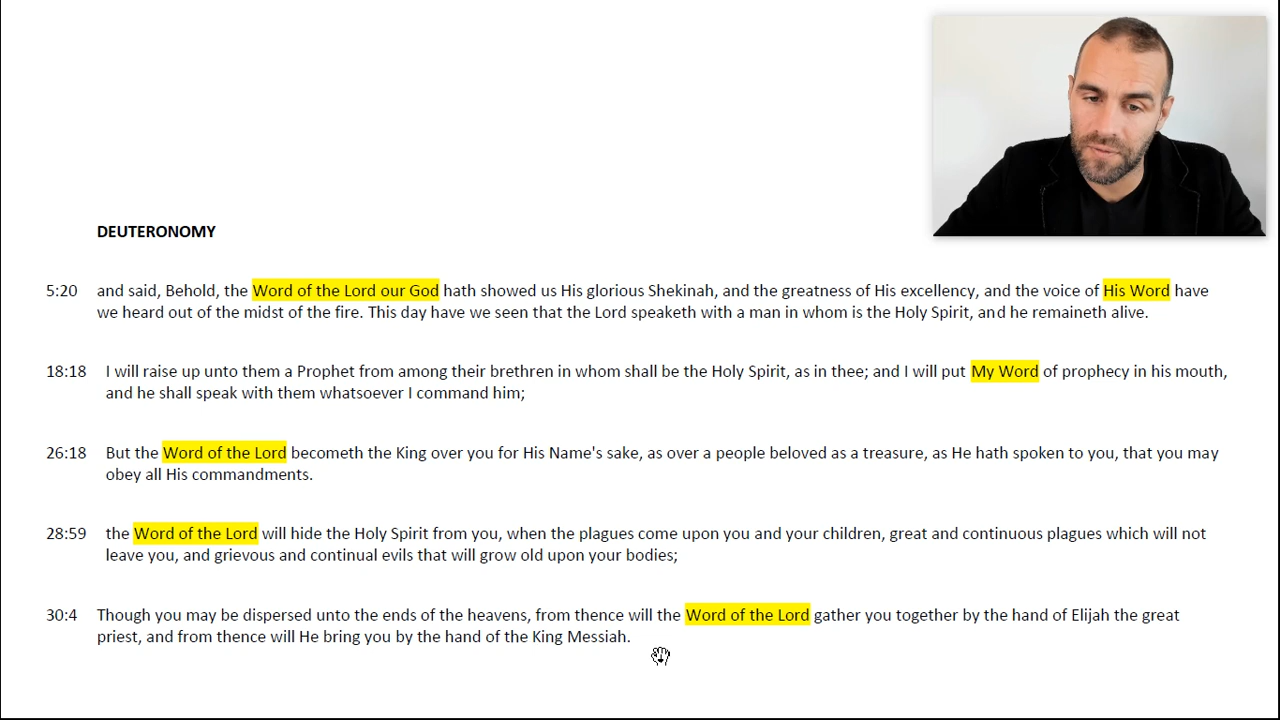 DEUTERONOMY
5:20 and said, Behold, the Word of the Lord our God hath showed us His glorious Shekinah, and the greatness of His excellency, and the voice of His Word have
we heard out of the midst of the fire. This day have we seen that the Lord speaketh with a man in whom is the Holy Spirit, and he remaineth alive.
18:18 I will raise up unto them a Prophet from among their brethren in whom shall be the Holy Spirit, as in thee; and I will put My Word of prophecy in his mouth,
and he shall speak with them whatsoever I command him;
26:18 But the Word of the Lord becometh the King over you for His Name's sake, as over a people beloved as a treasure, as He hath spoken to you, that you may
obey all His commandments.
28:59 the Word of the Lord will hide the Holy Spirit from you, when the plagues come upon you and your children, great and continuous plagues which will not
leave you, and grievous and continual evils that will grow old upon your bodies;
30:4 Though you may be dispersed unto the ends of the heavens, from thence will the Word of the Lord gather you together by the hand of Elijah the great
priest, and from thence will He bring you by the hand of the King Messiah.